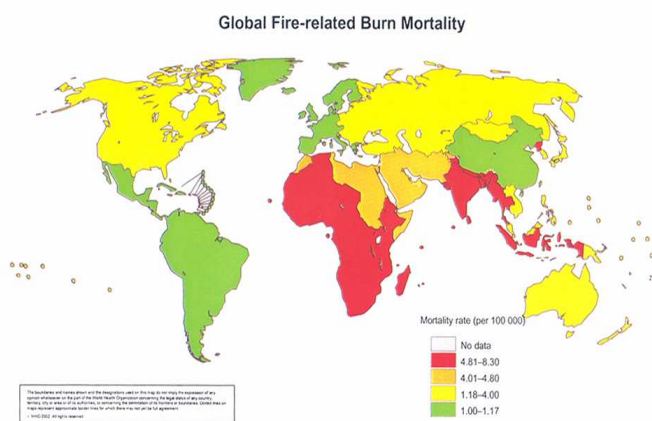 Global Fire-related Burn Mortality
Mortality rate (per 100 000)
No data
4.81–8.30
4.01–4.80
1.18–4.00
1.00–1.17
The boundaries and names shown and the designations used on this map do not imply the expression of any
opinion whatsoever on the part of the World Health Organization concerning the legal status of any country,
territory, city or area or of its authorities, or concerning the delimitation of its frontiers or boundaries. Dotted lines on
maps represent approximate border lines for which there may not yet be full agreement.
WHO 2002. All rights reserved